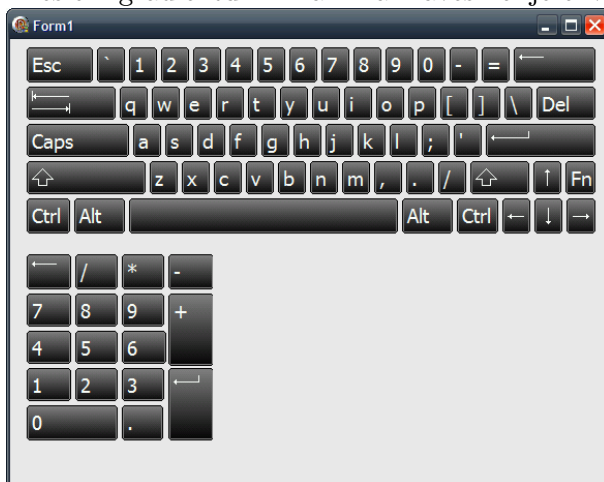 Form1
Esc ` 1 2 3 4 5 6 7 8 9 0 - = ←
q w e r t y u i o p [ ] \ Del
Caps a s d f g h j k l ; '
z x c v b n m , . / ↑ Fn
Ctrl Alt Alt Ctrl ← ↓ →
← / * -
7 8 9 +
4 5 6
1 2 3
0 .